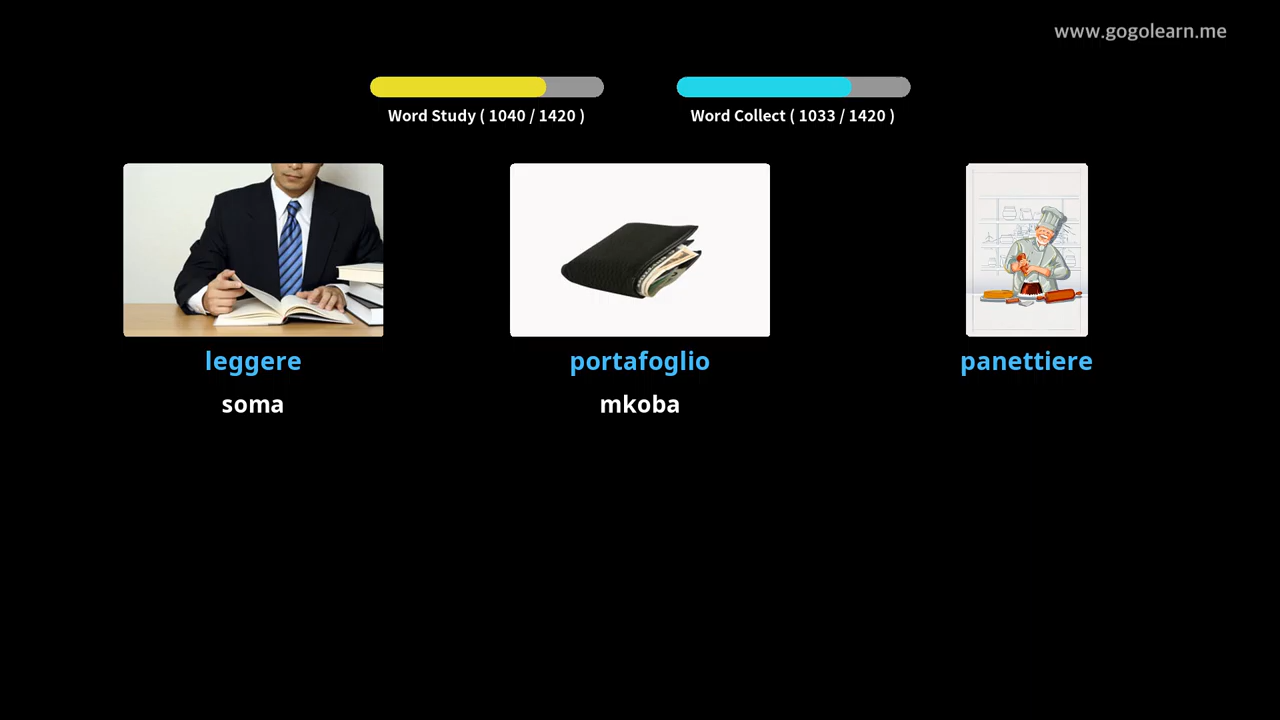 www.gogolearn.me
Word Study ( 1040 / 1420 )
Word Collect ( 1033 / 1420 )
leggere
portafoglio
panettiere
soma
mkoba